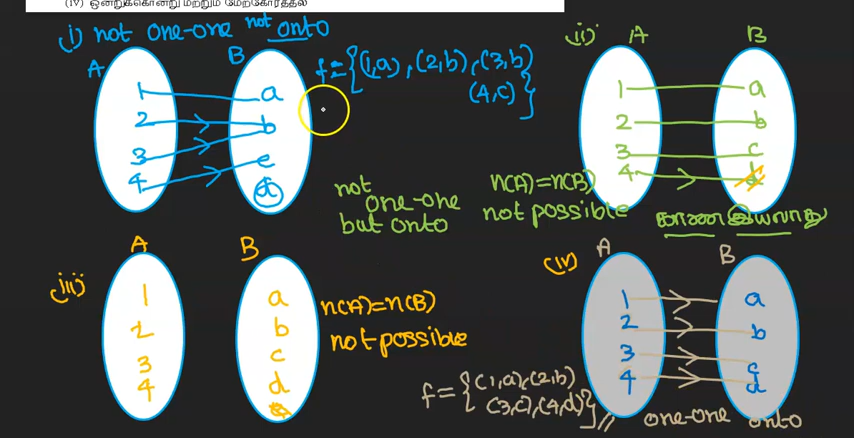 (iv) ஒன்றுக்கொன்று மற்றும் மேற்கோர்த்தல்
i) not one-one not onto
A B
1 a
2 b
3 c
4 d
f = {(1,a), (2,b), (3,b)
(4,c)}
ii) A B
1 a
2 b
3 c
4 d
not
one-one
but onto
n(A)=n(B)
not possible காண இயலாது
iii) A B
1 a
2 b
3 c
4 d
n(A)=n(B)
not possible
(iv) A B
1 a
2 b
3 c
4 d
f = {(1,a),(2,b)
(3,c),(4,d)}//
one-one onto